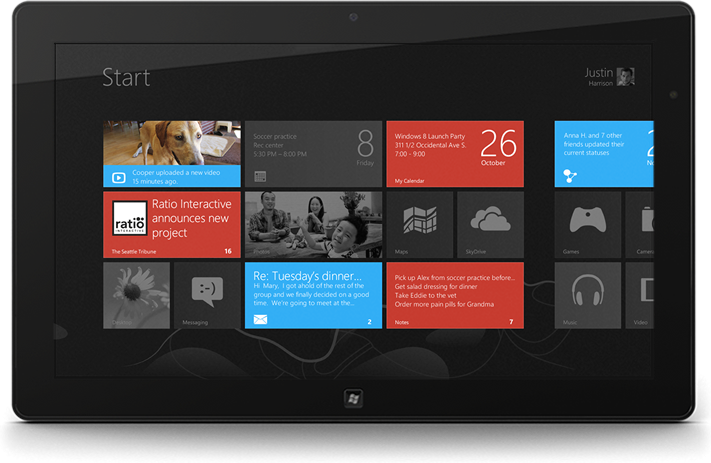 Start
Justin
Harrison
Cooper uploaded a new video
15 minutes ago.
Soccer practice
Rec center
5:30 PM – 8:00 PM
8
Friday
Windows 8 Launch Party
311 1/2 Occidental Ave S.
7:00 - 9:00
26
October
My Calendar
Anna H. and 7 other
friends updated their
current statuses
ratio
INTERACTIVE
Ratio Interactive
announces new
project
The Seattle Tribune
16
Photos
Maps
SkyDrive
Games
Camera
Desktop
:-)
Messaging
Re: Tuesday's dinner...
Hi Mary, I got ahold of the rest of the
group and we finally decided on a good
time. We're going to meet at the...
2
Pick up Alex from soccer practice before...
Get salad dressing for dinner
Take Eddie to the vet
Order more pain pills for Grandma
Notes
7
Music
Video